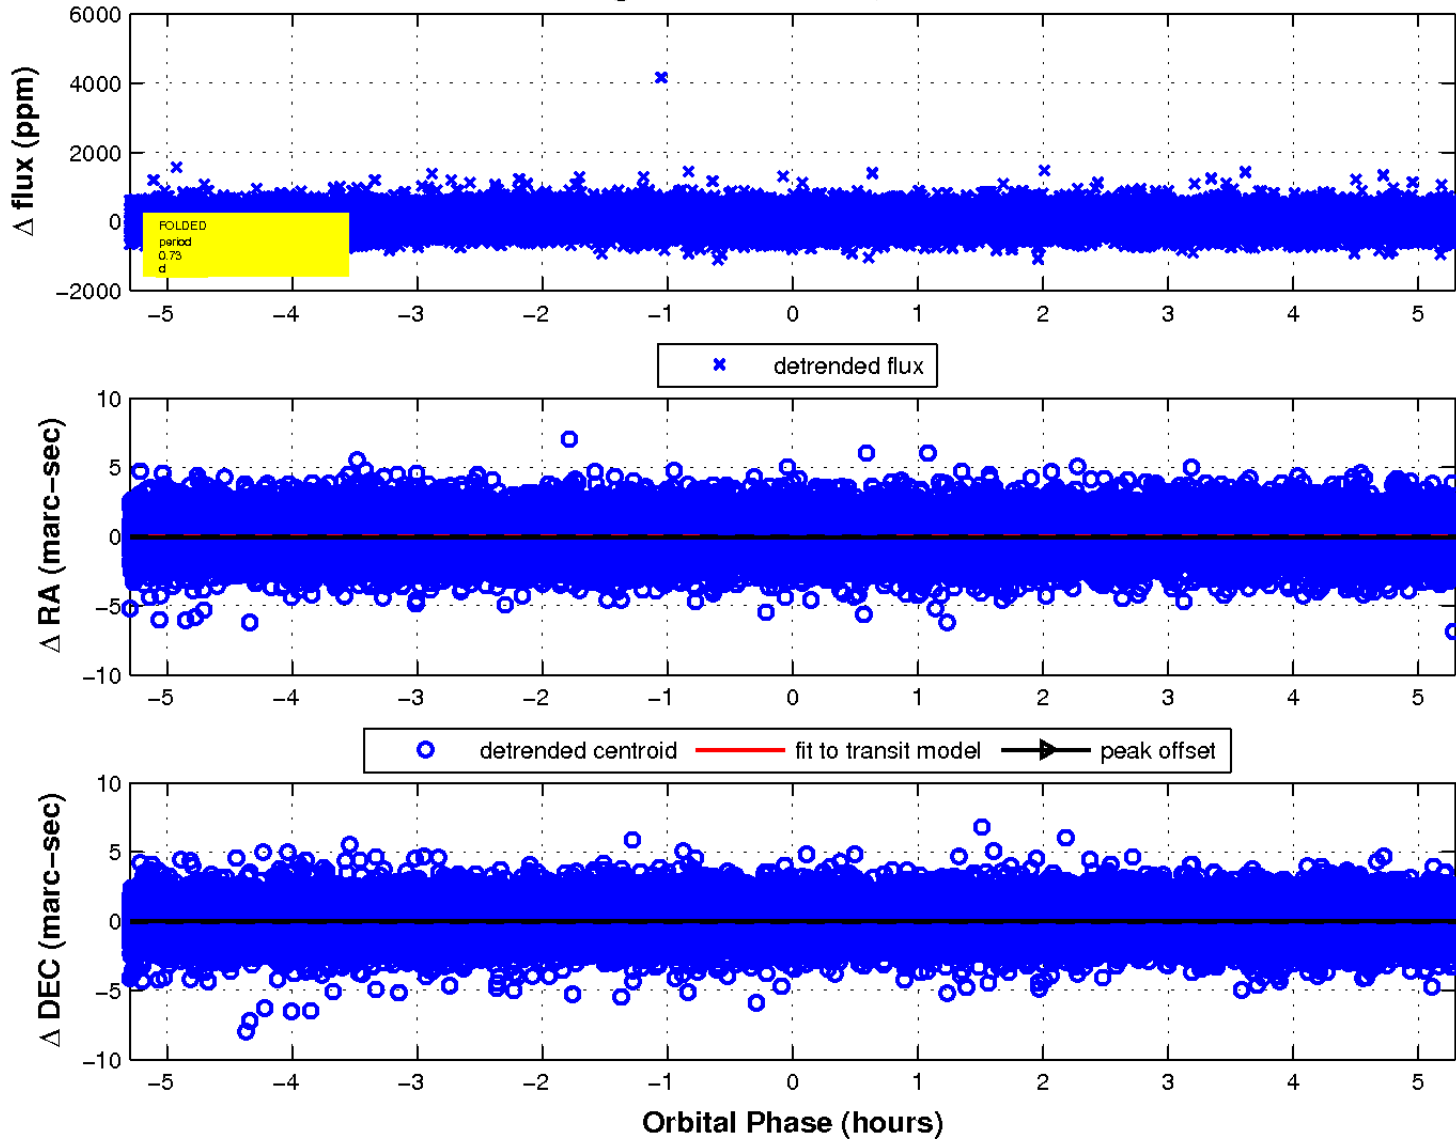 6000
4000
2000
0
−2000
Δ flux (ppm)
FOLDED
period
0.73
d
−5 −4 −3 −2 −1 0 1 2 3 4 5
detrended flux
10
5
0
−5
−10
Δ RA (marc−sec)
−5 −4 −3 −2 −1 0 1 2 3 4 5
detrended centroid fit to transit model peak offset
10
5
0
−5
−10
Δ DEC (marc−sec)
−5 −4 −3 −2 −1 0 1 2 3 4 5
Orbital Phase (hours)